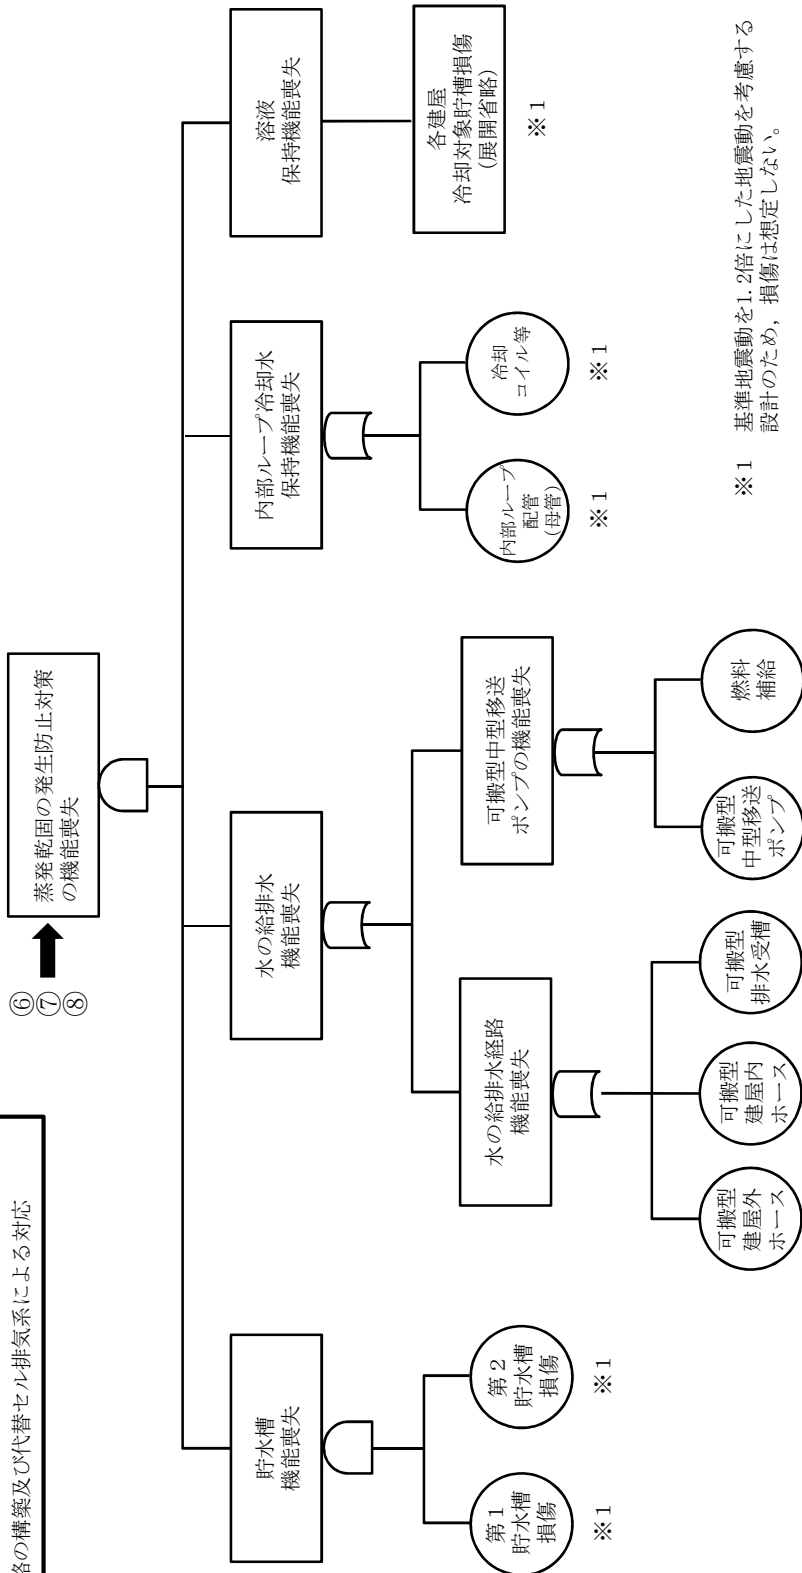 各の構築及び代替セル排気系による対応
⑥
⑦
⑧
蒸発乾固の発生防止対策
の機能喪失
貯水槽
機能喪失
水の給排水
機能喪失
内部ループ冷却水
保持機能喪失
溶液
保持機能喪失
第1
貯水槽
損傷
※1
第2
貯水槽
損傷
※1
水の給排水経路
機能喪失
可搬型中型移送
ポンプの機能喪失
内部ループ
配管
(母管)
※1
冷却
コイル等
※1
各建屋
冷却対象貯槽損傷
(展開省略)
※1
可搬型
建屋外
ホース
可搬型
建屋内
ホース
可搬型
排水受槽
可搬型
中型移送
ポンプ
燃料
補給
※1 基準地震動を1.2倍にした地震動を考慮する
設計のため，損傷は想定しない。